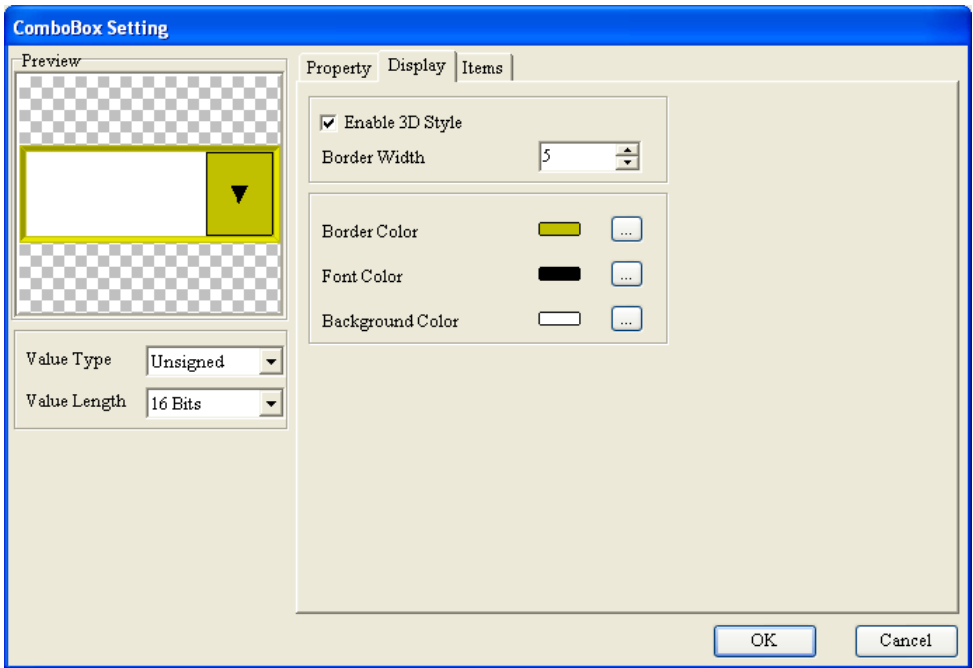 ComboBox Setting
Preview
Property Display Items
Enable 3D Style
Border Width 5
Border Color ...
Font Color ...
Background Color ...
Value Type Unsigned
Value Length 16 Bits
OK Cancel